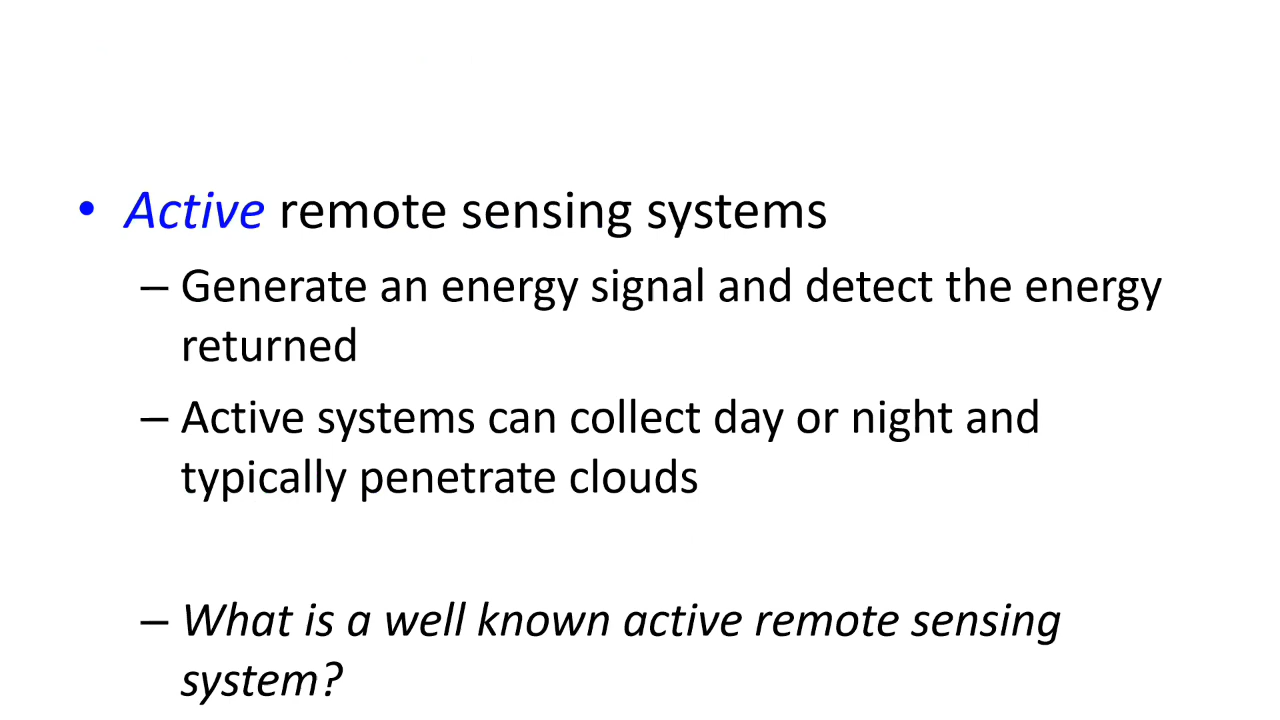 • Active remote sensing systems
– Generate an energy signal and detect the energy
returned
– Active systems can collect day or night and
typically penetrate clouds
– What is a well known active remote sensing
system?